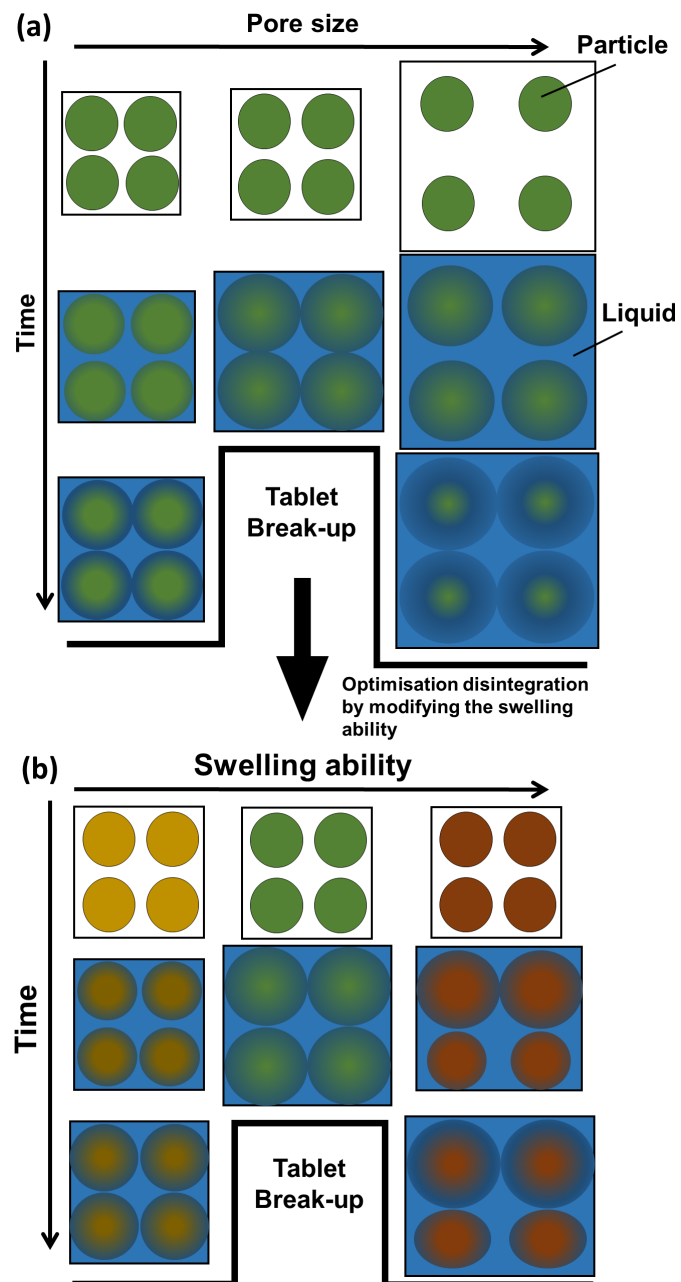 (a)
Pore size
Particle
Time
Liquid
Tablet
Break-up
Optimisation disintegration
by modifying the swelling
ability
(b)
Swelling ability
Time
Tablet
Break-up